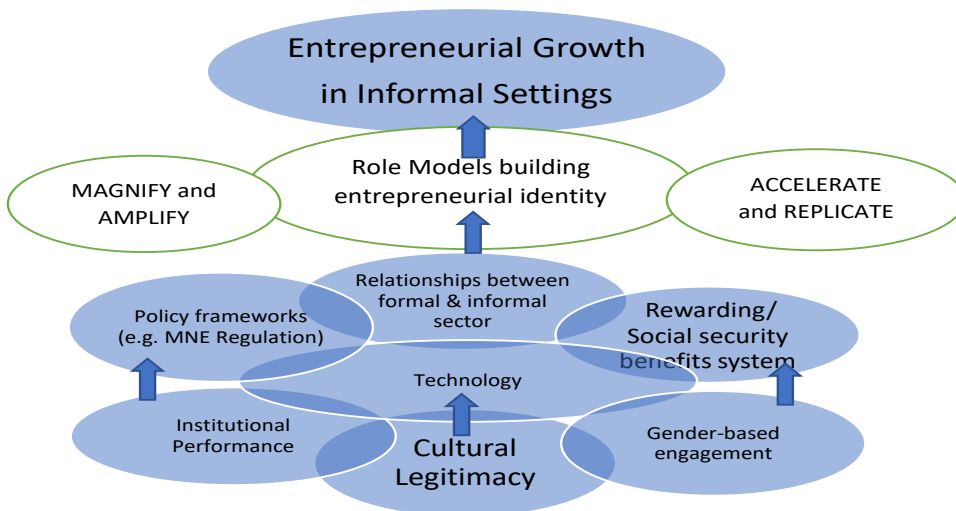 Entrepreneurial Growth
in Informal Settings
Role Models building
entrepreneurial identity
MAGNIFY and
AMPLIFY
ACCELERATE
and REPLICATE
Relationships between
formal & informal
sector
Policy frameworks
(e.g. MNE Regulation)
Rewarding/
Social security
benefits system
Technology
Institutional
Performance
Cultural
Legitimacy
Gender-based
engagement